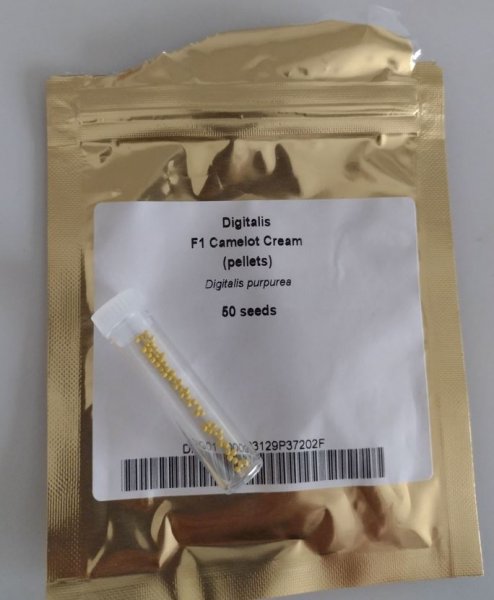 Digitalis
F1 Camelot Cream
(pellets)
Digitalis purpurea
50 seeds